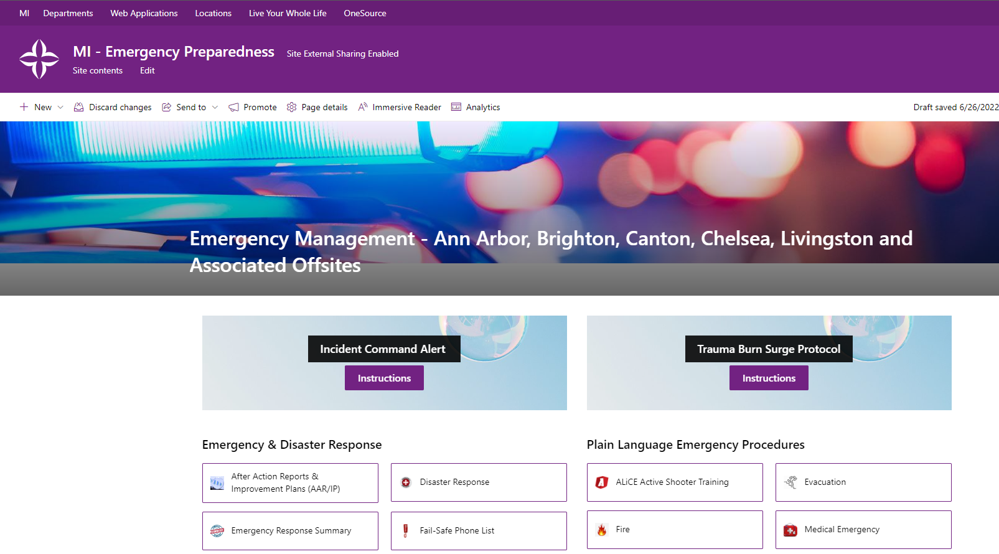 MI Departments Web Applications Locations Live Your Whole Life OneSource
MI - Emergency Preparedness Site External Sharing Enabled
Site contents Edit
New Discard changes Send to Promote Page details Immersive Reader Analytics Draft saved 6/26/2022
Emergency Management - Ann Arbor, Brighton, Canton, Chelsea, Livingston and
Associated Offsites
Incident Command Alert
Instructions
Trauma Burn Surge Protocol
Instructions
Emergency & Disaster Response
After Action Reports &
Improvement Plans (AAR/IP)
Disaster Response
Emergency Response Summary
Fail-Safe Phone List
Plain Language Emergency Procedures
ALiCE Active Shooter Training
Evacuation
Fire
Medical Emergency